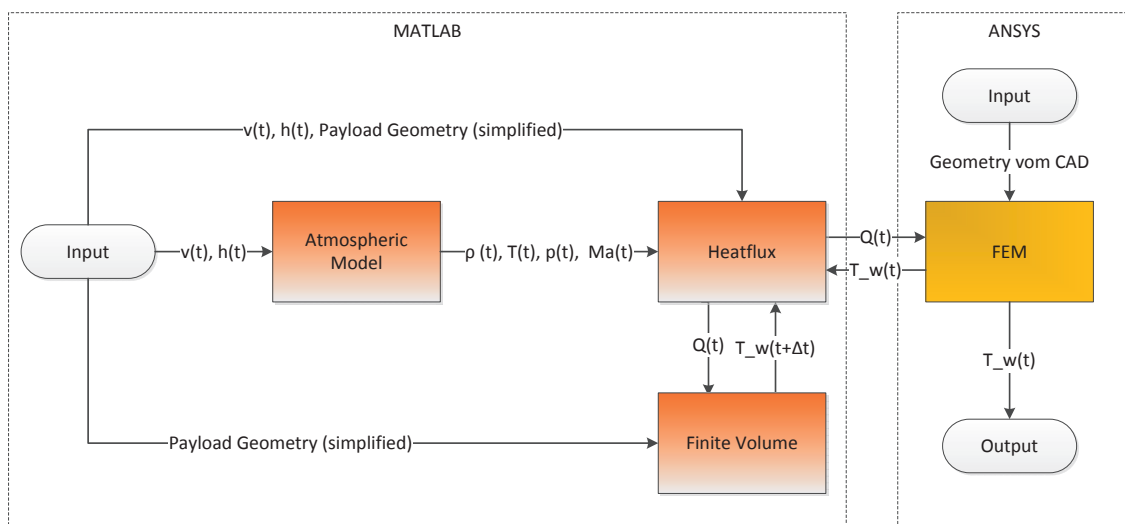 MATLAB
ANSYS
Input
v(t), h(t), Payload Geometry (simplified)
Geometry vom CAD
Input
v(t), h(t)
Atmospheric
Model
ρ (t), T(t), p(t),  Ma(t)
Heatflux
Q(t)
T_w(t)
FEM
Q(t)
T_w(t+Δt)
T_w(t)
Payload Geometry (simplified)
Finite Volume
Output